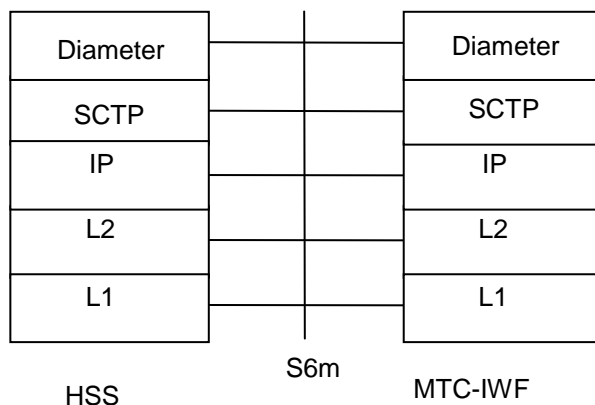 Diameter
Diameter
SCTP
SCTP
IP
IP
L2
L2
L1
L1
S6m
HSS
MTC-IWF